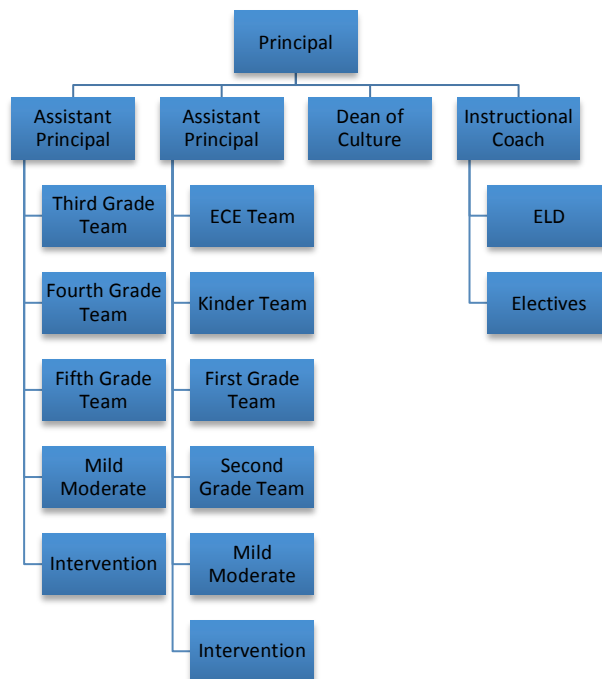 Principal
Assistant
Principal
Assistant
Principal
Dean of
Culture
Instructional
Coach
Third Grade
Team
Fourth Grade
Team
Fifth Grade
Team
Mild
Moderate
Intervention
ECE Team
Kinder Team
First Grade
Team
Second
Grade Team
Mild
Moderate
Intervention
ELD
Electives